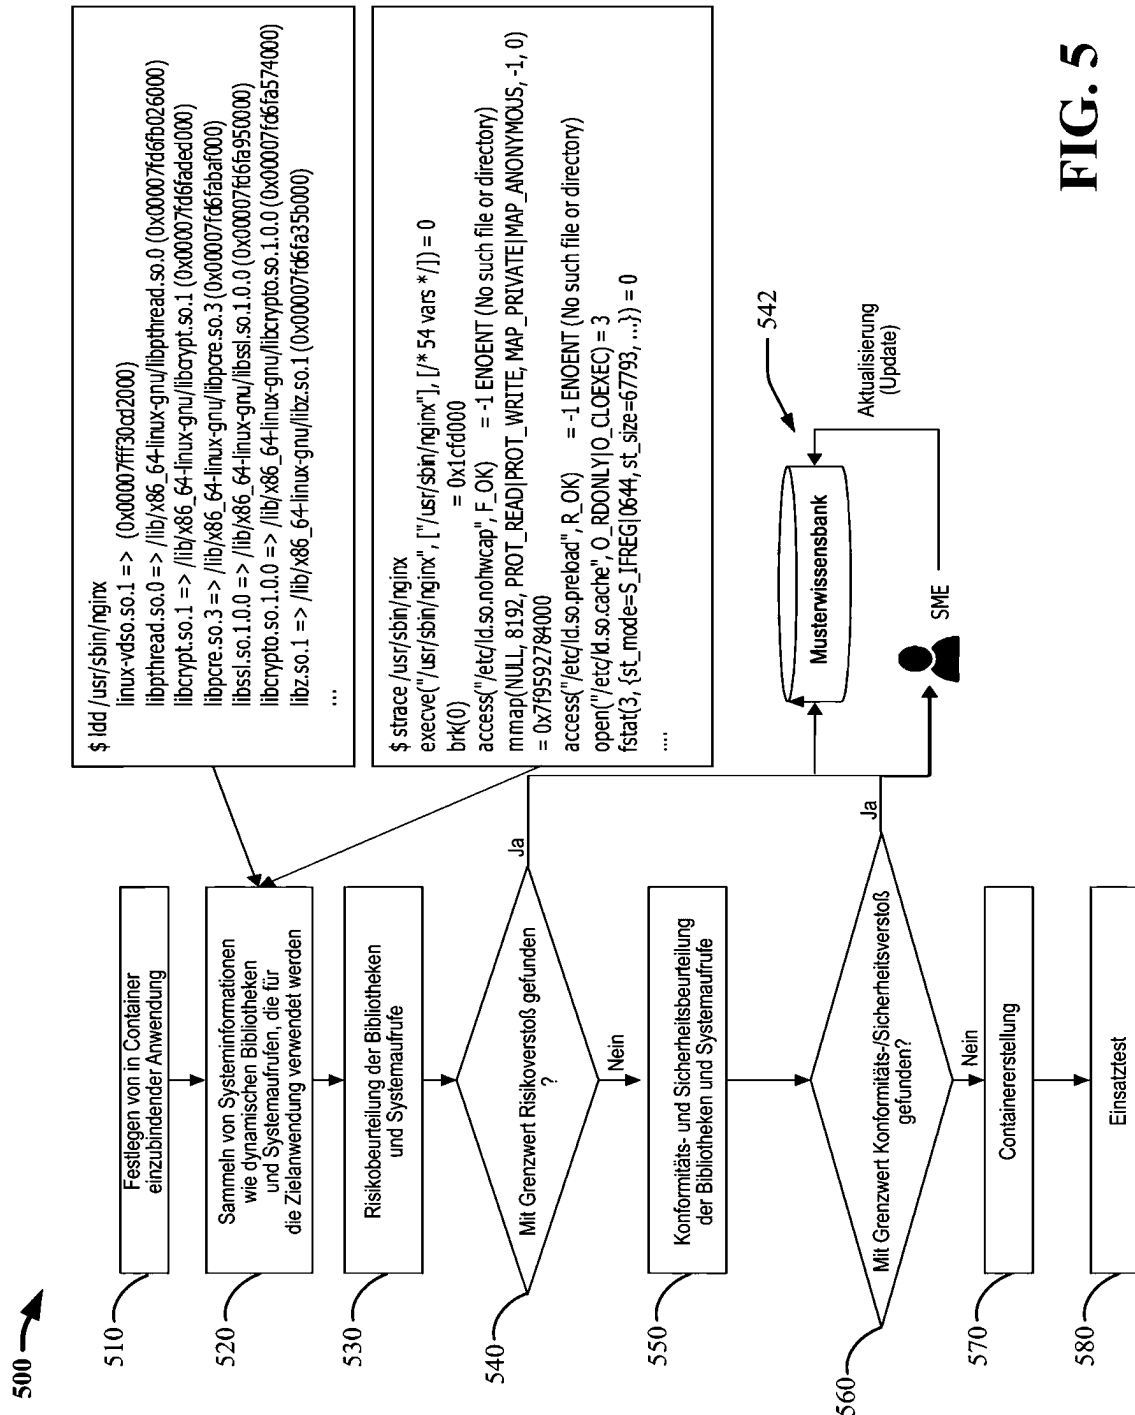 500
510
Festlegen von in Container
einzubindender Anwendung
520
Sammeln von Systeminformationen
wie dynamischen Bibliotheken
und Systemaufrufen, die für
die Zielanwendung verwendet werden
530
Risikobeurteilung der Bibliotheken
und Systemaufrufe
540
Mit Grenzwert Risikoverstoß gefunden
?
Ja
Nein
550
Konformitäts- und Sicherheitsbeurteilung
der Bibliotheken und Systemaufrufe
560
Mit Grenzwert Konformitäts-/Sicherheitsverstoß
gefunden?
Ja
Nein
570
Containererstellung
580
Einsatztest
$ ldd /usr/sbin/nginx
linux-vdso.so.1 => (0x00007fff30cd2000)
libpthread.so.0 => /lib/x86_64-linux-gnu/libpthread.so.0 (0x00007fd6fb026000)
libcrypt.so.1 => /lib/x86_64-linux-gnu/libcrypt.so.1 (0x00007fd6faded000)
libpcre.so.3 => /lib/x86_64-linux-gnu/libpcre.so.3 (0x00007fd6fabaf000)
libssl.so.1.0.0 => /lib/x86_64-linux-gnu/libssl.so.1.0.0 (0x00007fd6fa950000)
libcrypto.so.1.0.0 => /lib/x86_64-linux-gnu/libcrypto.so.1.0.0 (0x00007fd6fa574000)
libz.so.1 => /lib/x86_64-linux-gnu/libz.so.1 (0x00007fd6fa35b000)
...
$ strace /usr/sbin/nginx
execve("/usr/sbin/nginx", ["/usr/sbin/nginx"], [/* 54 vars */]) = 0
brk(0) = 0x1cfd000
access("/etc/ld.so.nohwcap", F_OK) = -1 ENOENT (No such file or directory)
mmap(NULL, 8192, PROT_READ|PROT_WRITE, MAP_PRIVATE|MAP_ANONYMOUS, -1, 0)
= 0x7f9592784000
access("/etc/ld.so.preload", R_OK) = -1 ENOENT (No such file or directory)
open("/etc/ld.so.cache", O_RDONLY|O_CLOEXEC) = 3
fstat(3, {st_mode=S_IFREG|0644, st_size=67793, ...}) = 0
....
542
Musterwissensbank
Aktualisierung
(Update)
SME
FIG. 5